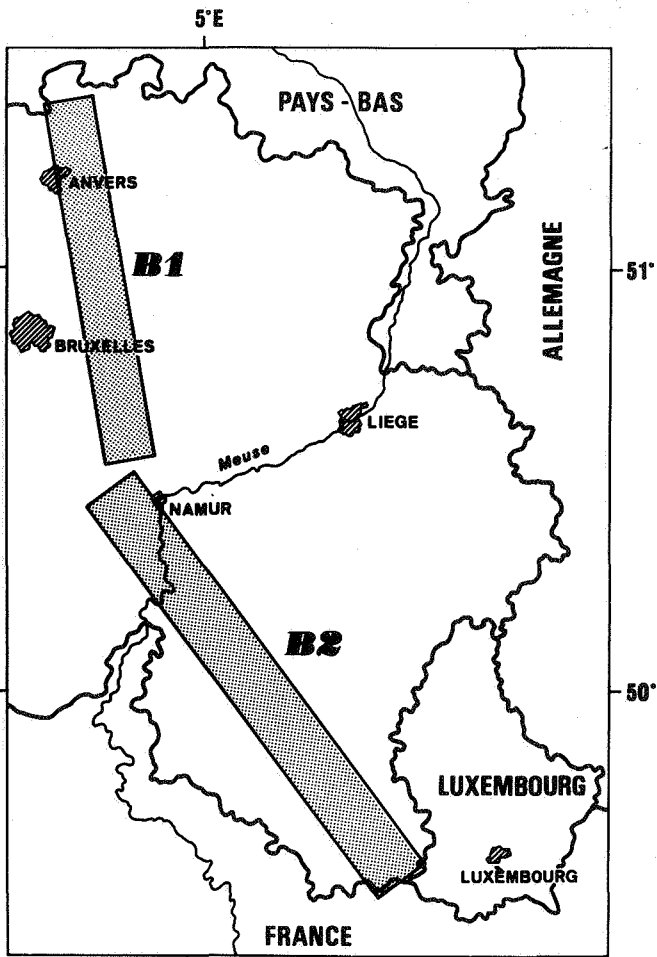 5°E
PAYS - BAS
ANVERS
B1
51°
ALLEMAGNE
BRUXELLES
LIEGE
Meuse
NAMUR
B2
50°
LUXEMBOURG
LUXEMBOURG
FRANCE